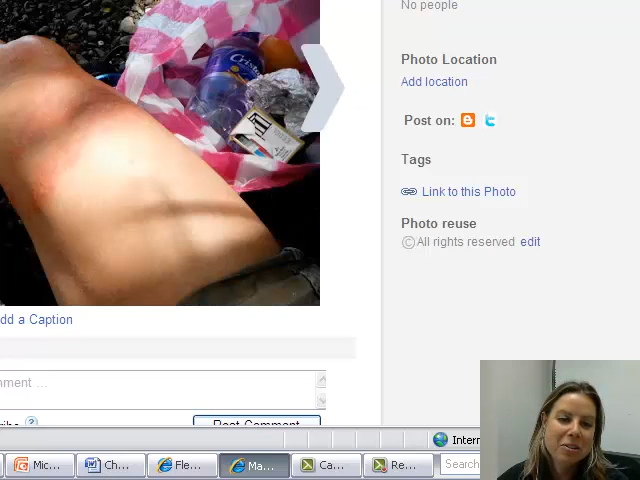 No people
Photo Location
Add location
Post on:
Tags
Link to this Photo
Photo reuse
© All rights reserved edit
dd a Caption
mment ...
Post Comment
Intern
Mic...
Ch...
Fle...
Ma...
Ca...
Re...
Search